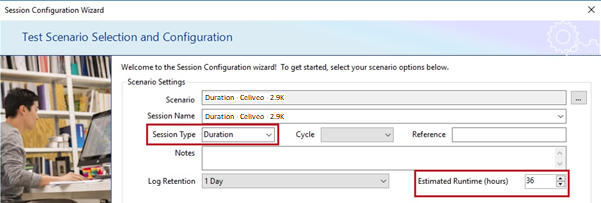 Session Configuration Wizard
Test Scenario Selection and Configuration
Welcome to the Session Configuration wizard! To get started, select your scenario options below.
Scenario Settings
Scenario Duration - Celiveo - 2.9K ...
Session Name Duration - Celiveo - 2.9K
Session Type Duration Cycle Reference
Notes
Log Retention 1 Day Estimated Runtime (hours) 36